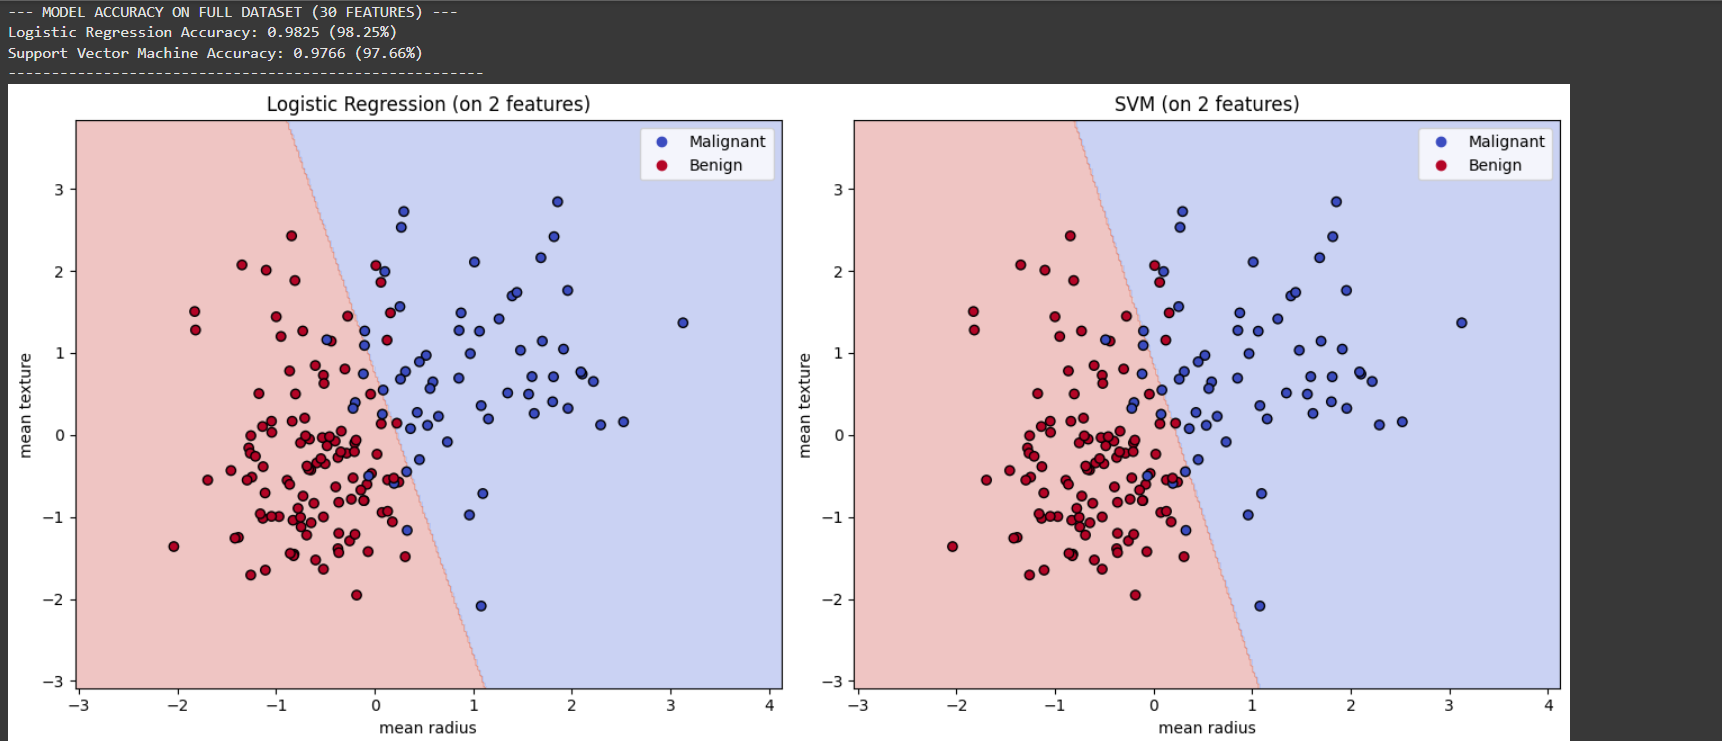 --- MODEL ACCURACY ON FULL DATASET (30 FEATURES) ---
Logistic Regression Accuracy: 0.9825 (98.25%)
Support Vector Machine Accuracy: 0.9766 (97.66%)
-------------------------------------------------------
Logistic Regression (on 2 features)
Malignant
Benign
mean texture
3
2
1
0
−1
−2
−3
−3 −2 −1 0 1 2 3 4
mean radius
SVM (on 2 features)
Malignant
Benign
mean texture
3
2
1
0
−1
−2
−3
−3 −2 −1 0 1 2 3 4
mean radius